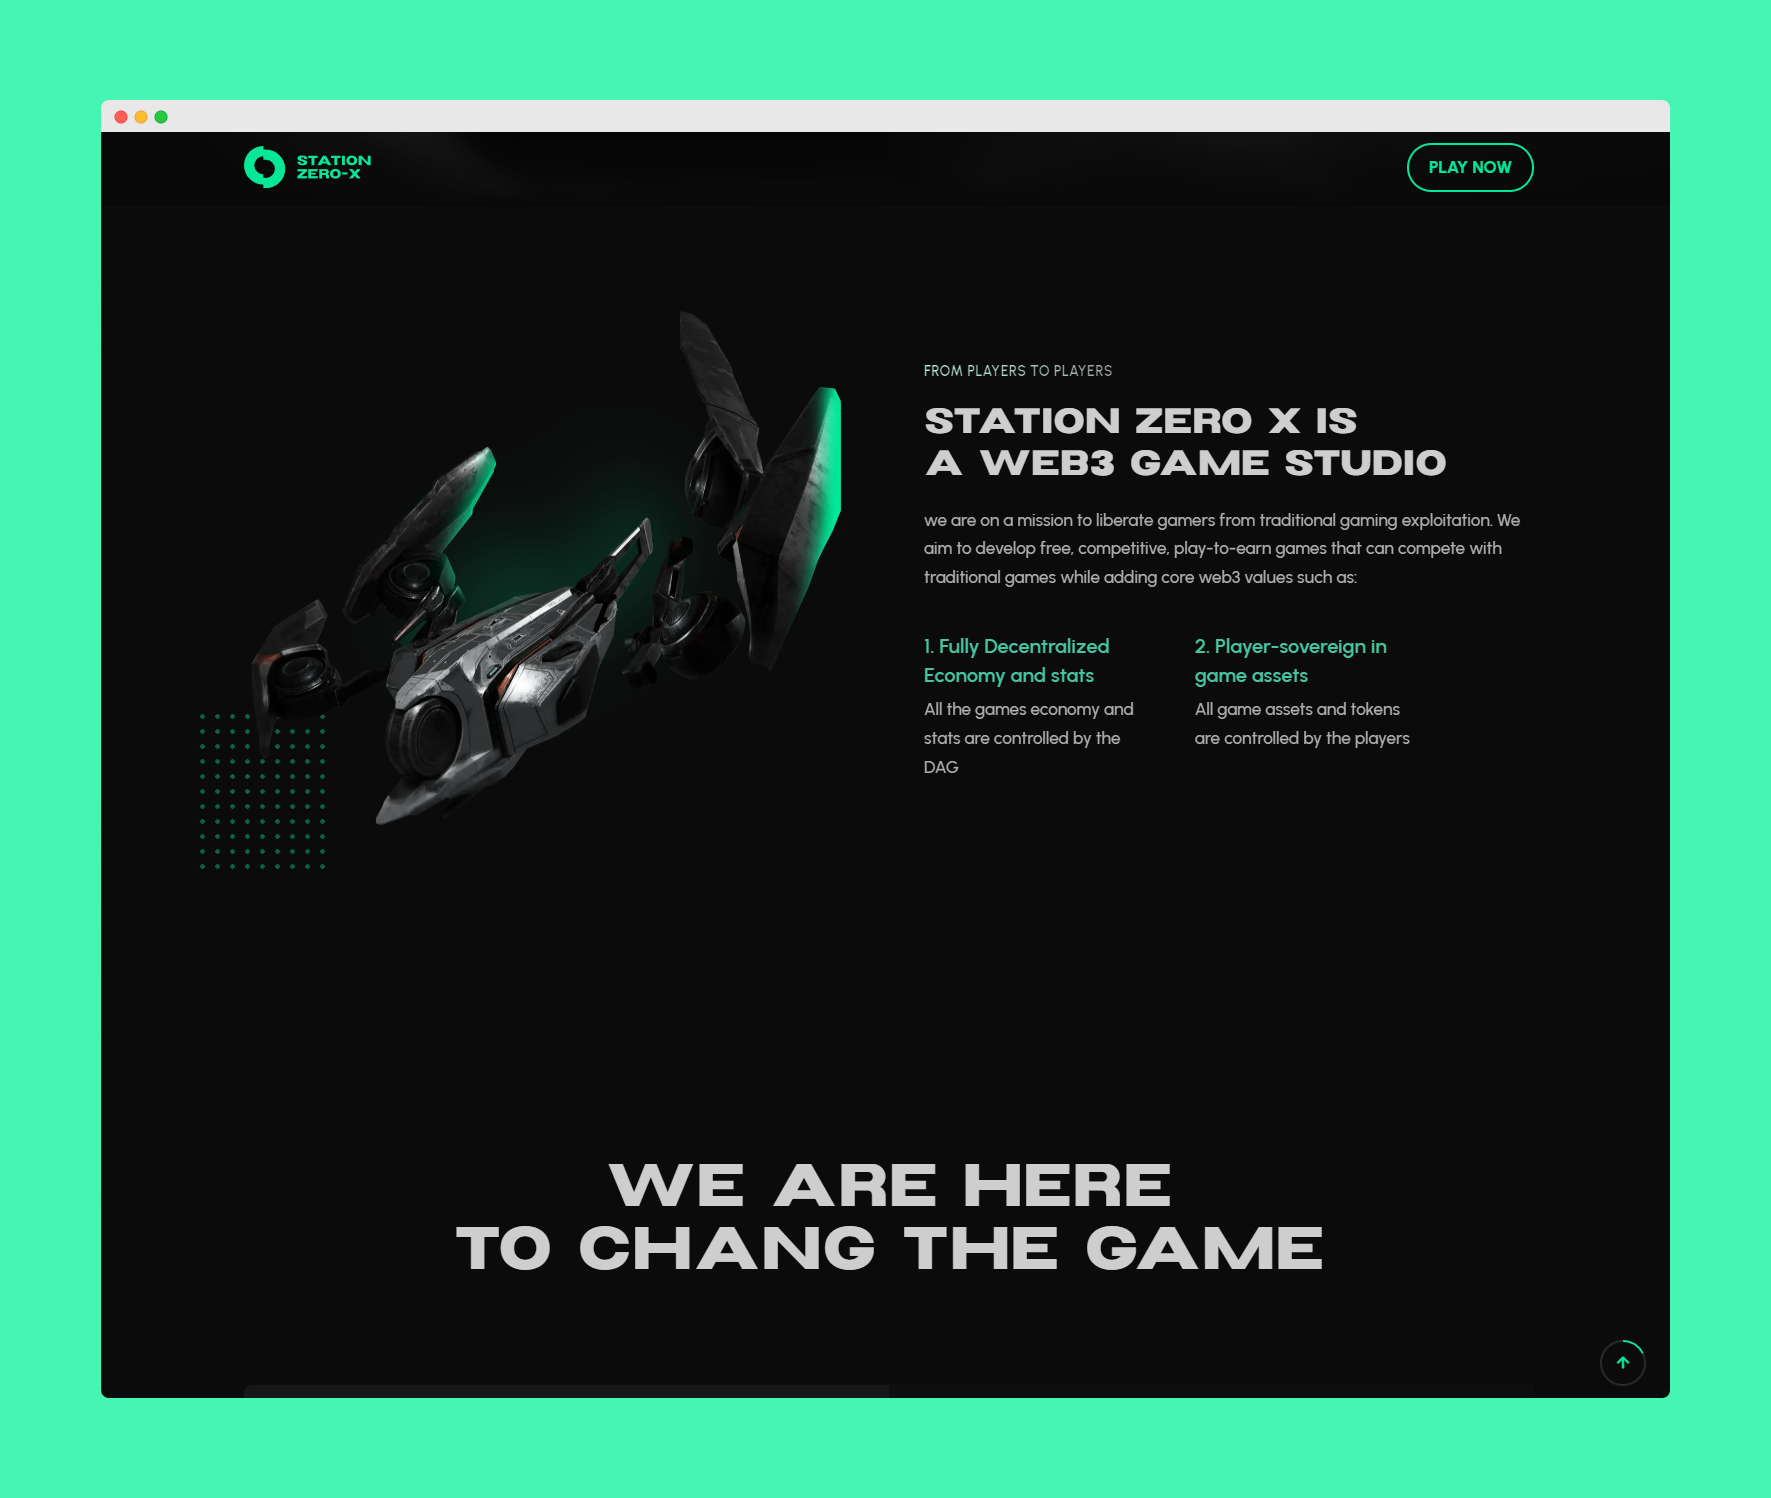 STATION
ZERO-X
PLAY NOW
FROM PLAYERS TO PLAYERS
STATION ZERO X IS
A WEB3 GAME STUDIO
we are on a mission to liberate gamers from traditional gaming exploitation. We
aim to develop free, competitive, play-to-earn games that can compete with
traditional games while adding core web3 values such as:
1. Fully Decentralized
Economy and stats
All the games economy and
stats are controlled by the
DAG
2. Player-sovereign in
game assets
All game assets and tokens
are controlled by the players
WE ARE HERE
TO CHANG THE GAME